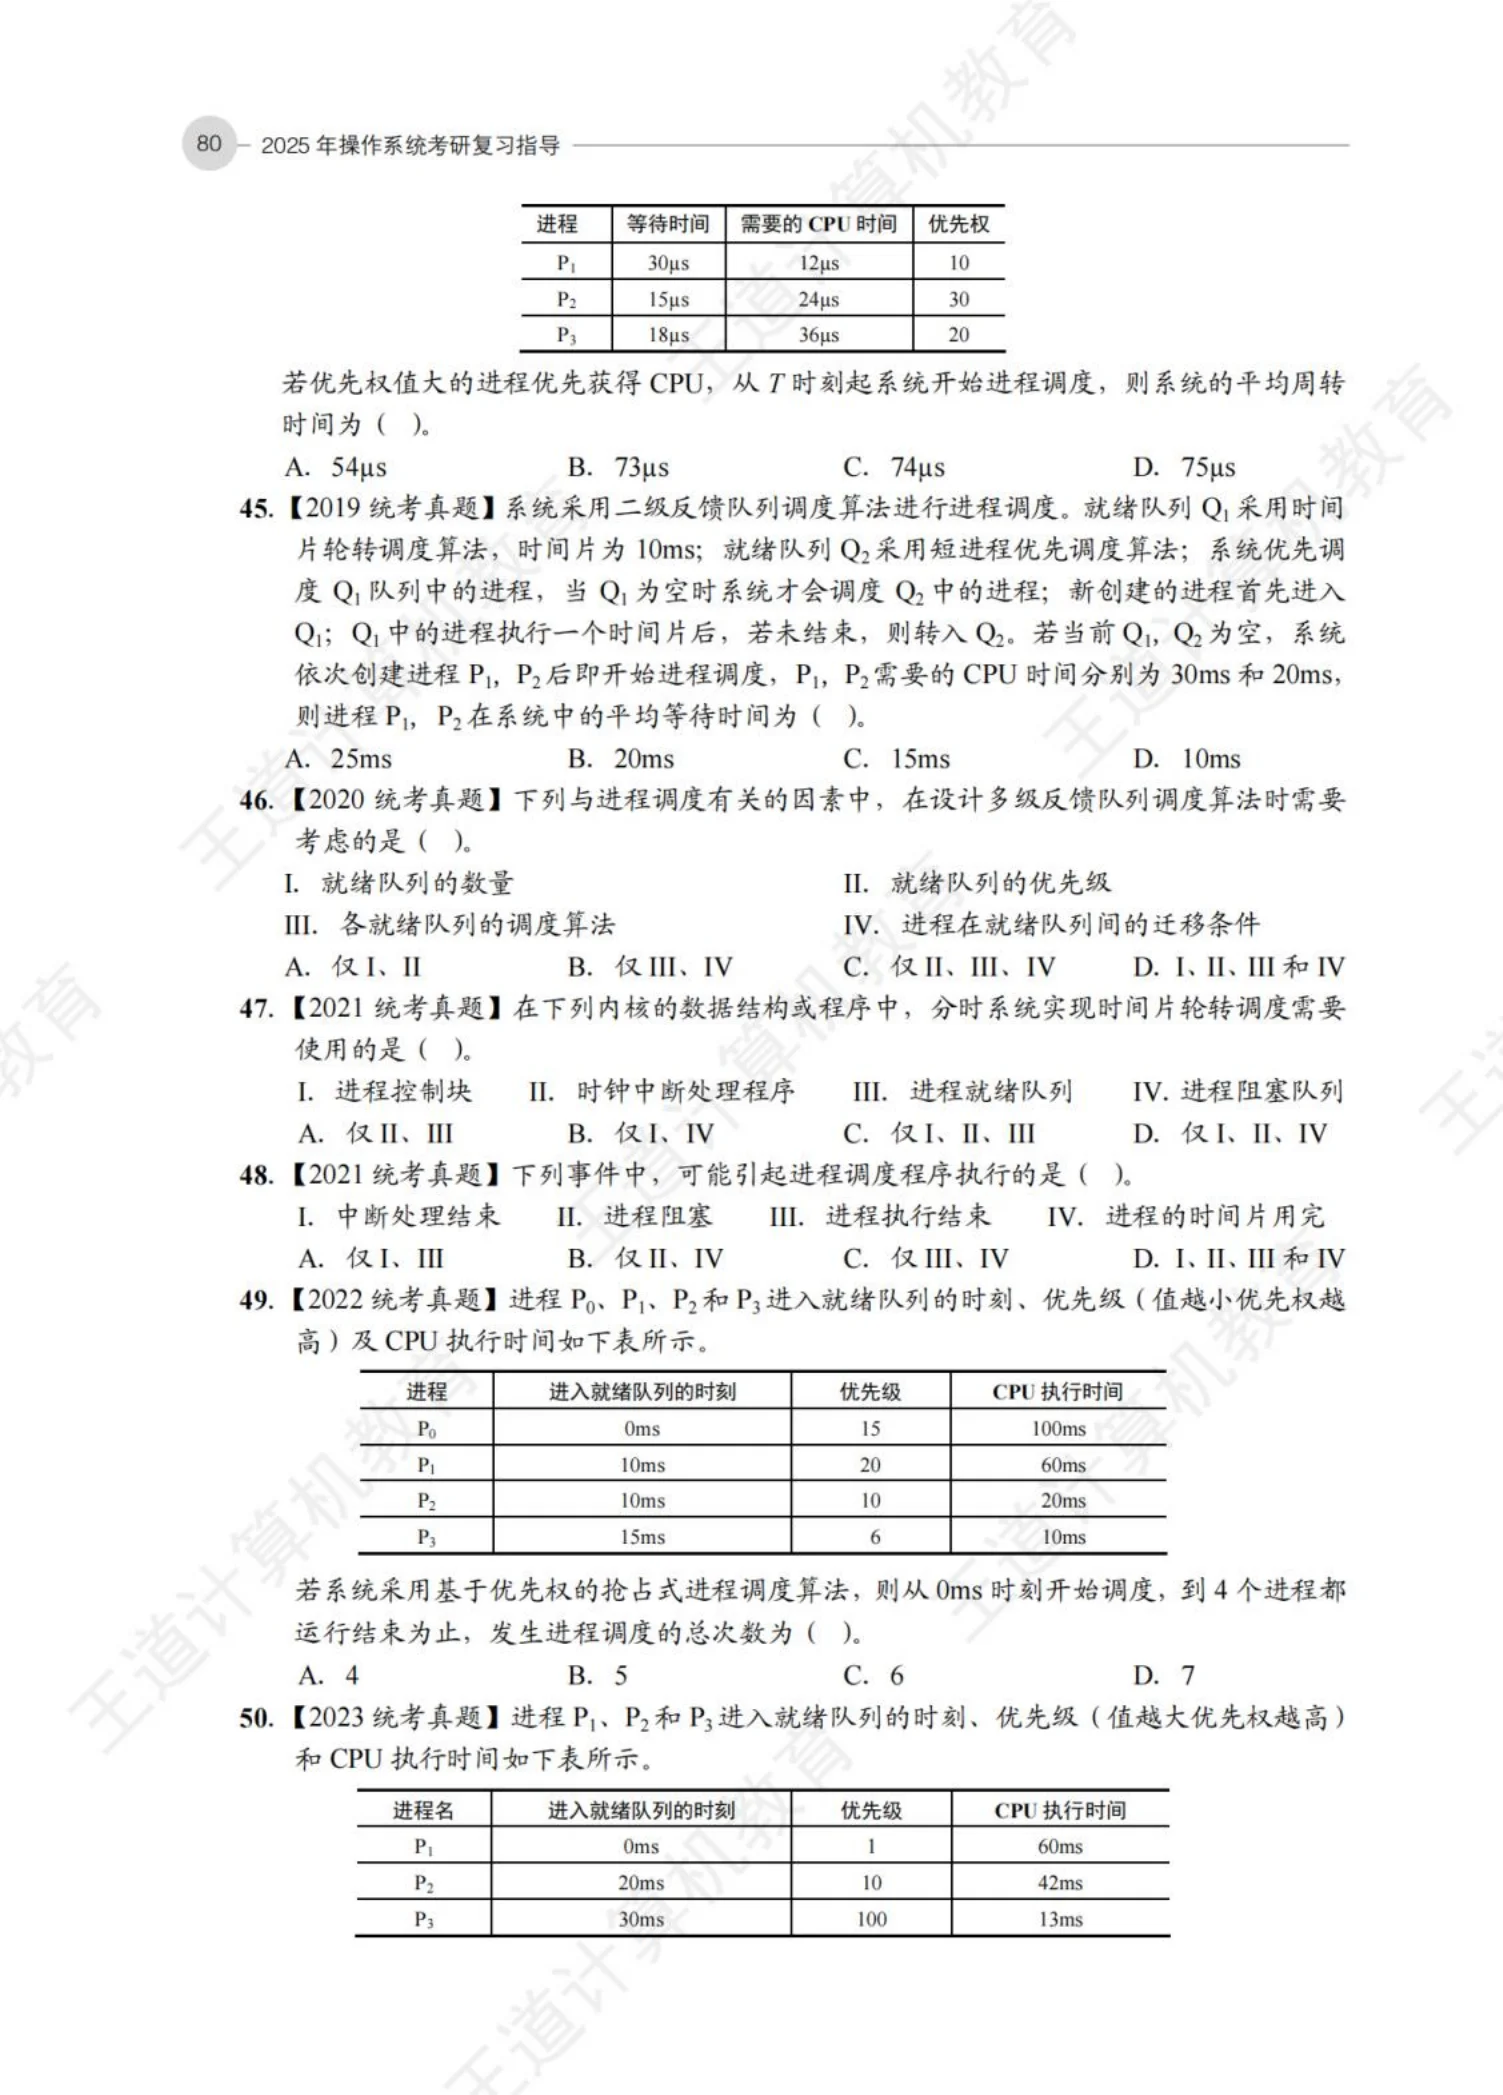 80 2025 年操作系统考研复习指导
进程 等待时间 需要的 CPU 时间 优先权
P₁ 30μs 12μs 10
P₂ 15μs 24μs 30
P₃ 18μs 36μs 20
若优先权值大的进程优先获得 CPU，从 T 时刻起系统开始进程调度，则系统的平均周转
时间为（ ）。
A. 54μs B. 73μs C. 74μs D. 75μs
45.【2019 统考真题】系统采用二级反馈队列调度算法进行进程调度。就绪队列 Q₁ 采用时间
片轮转调度算法，时间片为 10ms；就绪队列 Q₂ 采用短进程优先调度算法；系统优先调
度 Q₁ 队列中的进程，当 Q₁ 为空时系统才会调度 Q₂ 中的进程；新创建的进程首先进入
Q₁；Q₁ 中的进程执行一个时间片后，若未结束，则转入 Q₂。若当前 Q₁，Q₂ 为空，系统
依次创建进程 P₁，P₂ 后即开始进程调度，P₁，P₂ 需要的 CPU 时间分别为 30ms 和 20ms，
则进程 P₁，P₂ 在系统中的平均等待时间为（ ）。
A. 25ms B. 20ms C. 15ms D. 10ms
46.【2020 统考真题】下列与进程调度有关的因素中，在设计多级反馈队列调度算法时需要
考虑的是（ ）。
I. 就绪队列的数量 II. 就绪队列的优先级
III. 各就绪队列的调度算法 IV. 进程在就绪队列间的迁移条件
A. 仅 I、II B. 仅 III、IV C. 仅 II、III、IV D. I、II、III 和 IV
47.【2021 统考真题】在下列内核的数据结构或程序中，分时系统实现时间片轮转调度需要
使用的是（ ）。
I. 进程控制块 II. 时钟中断处理程序 III. 进程就绪队列 IV. 进程阻塞队列
A. 仅 II、III B. 仅 I、IV C. 仅 I、II、III D. 仅 I、II、IV
48.【2021 统考真题】下列事件中，可能引起进程调度程序执行的是（ ）。
I. 中断处理结束 II. 进程阻塞 III. 进程执行结束 IV. 进程的时间片用完
A. 仅 I、III B. 仅 II、IV C. 仅 III、IV D. I、II、III 和 IV
49.【2022 统考真题】进程 P₀、P₁、P₂ 和 P₃ 进入就绪队列的时刻、优先级（值越小优先权越
高）及 CPU 执行时间如下表所示。
进程 进入就绪队列的时刻 优先级 CPU 执行时间
P₀ 0ms 15 100ms
P₁ 10ms 20 60ms
P₂ 10ms 10 20ms
P₃ 15ms 6 10ms
若系统采用基于优先权的抢占式进程调度算法，则从 0ms 时刻开始调度，到 4 个进程都
运行结束为止，发生进程调度的总次数为（ ）。
A. 4 B. 5 C. 6 D. 7
50.【2023 统考真题】进程 P₁、P₂ 和 P₃ 进入就绪队列的时刻、优先级（值越大优先权越高）
和 CPU 执行时间如下表所示。
进程名 进入就绪队列的时刻 优先级 CPU 执行时间
P₁ 0ms 1 60ms
P₂ 20ms 10 42ms
P₃ 30ms 100 13ms
王道计算机教育